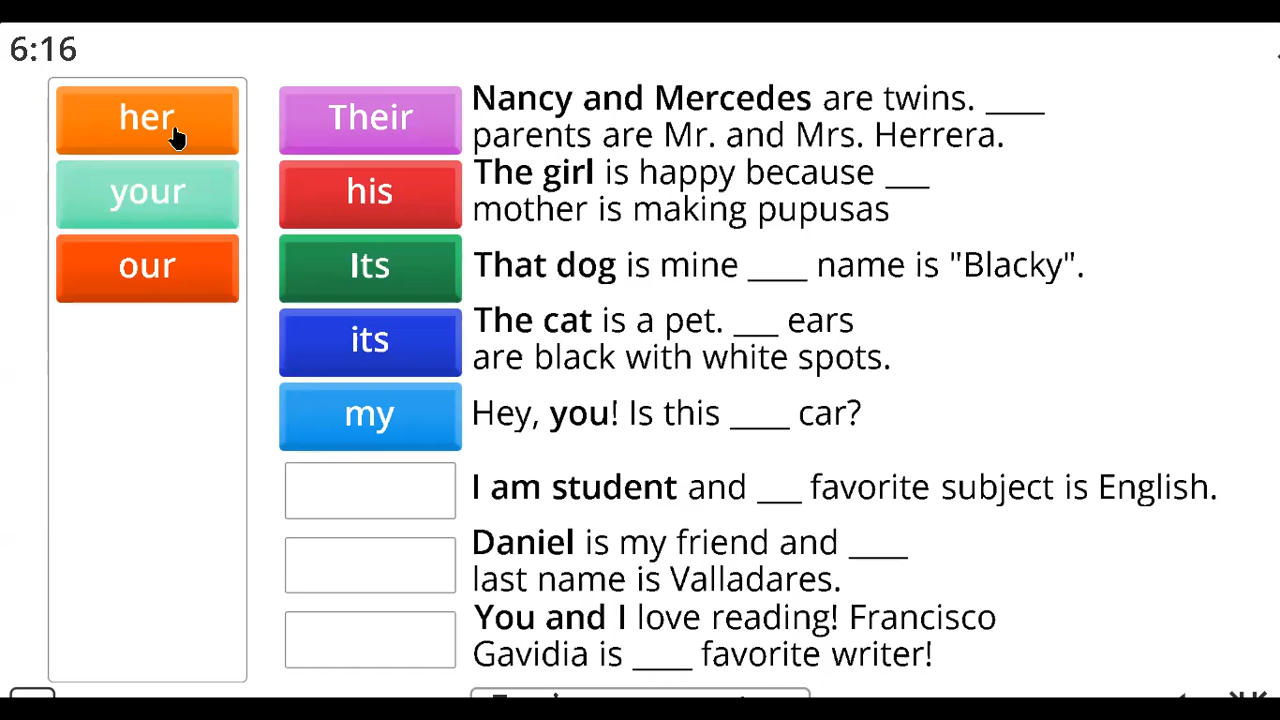 6:16
her
your
our
Their
his
Its
its
my
Nancy and Mercedes are twins. ____
parents are Mr. and Mrs. Herrera.
The girl is happy because ___
mother is making pupusas
That dog is mine ____ name is "Blacky".
The cat is a pet. ___ ears
are black with white spots.
Hey, you! Is this ____ car?
I am student and ___ favorite subject is English.
Daniel is my friend and ____
last name is Valladares.
You and I love reading! Francisco
Gavidia is ____ favorite writer!